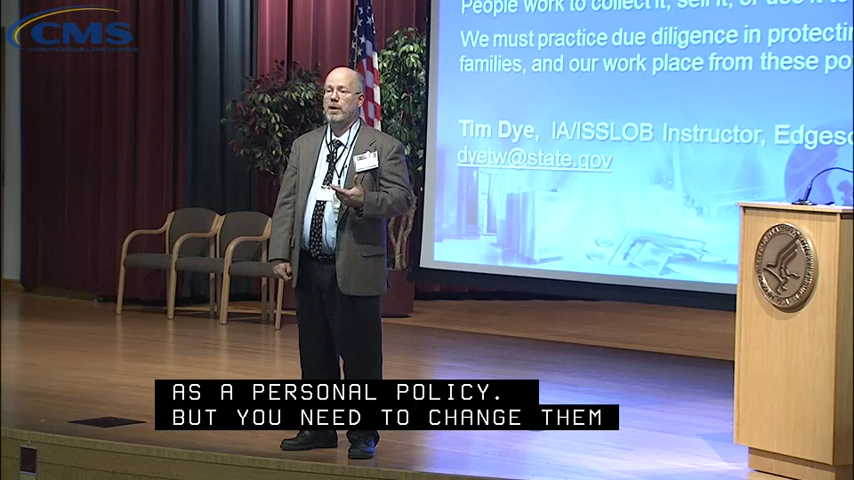 CMS
People work to collect it, sell it, or use it to
We must practice due diligence in protectin
families, and our work place from these po
Tim Dye, IA/ISSLOB Instructor, Edgesc
dyetw@state.gov
AS A PERSONAL POLICY.
BUT YOU NEED TO CHANGE THEM